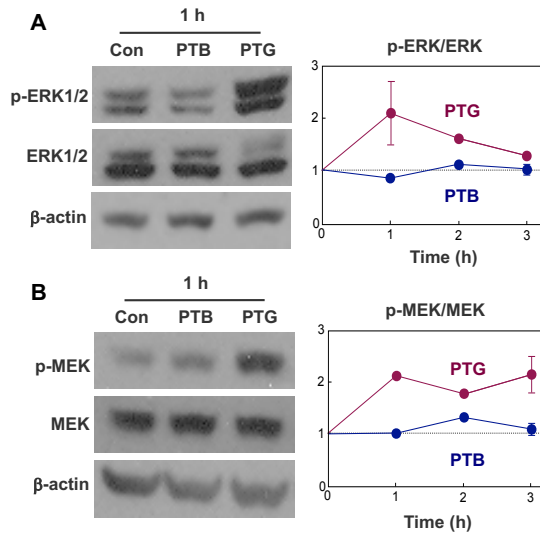 A
1 h
Con PTB PTG
p-ERK1/2
ERK1/2
β-actin
p-ERK/ERK
3
2
1
0
PTG
PTB
0 1 2 3
Time (h)
B
1 h
Con PTB PTG
p-MEK
MEK
β-actin
p-MEK/MEK
3
2
1
0
PTG
PTB
0 1 2 3
Time (h)